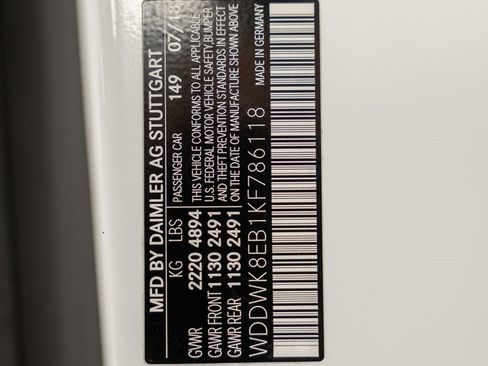 MFD BY DAIMLER AG STUTTGART
PASSENGER CAR 149 07/18
KG LBS
GVWR 2220 4894
GAWR FRONT 1130 2491
GAWR REAR 1130 2491
THIS VEHICLE CONFORMS TO ALL APPLICABLE
U.S. FEDERAL MOTOR VEHICLE SAFETY,BUMPER
AND THEFT PREVENTION STANDARDS IN EFFECT
ON THE DATE OF MANUFACTURE SHOWN ABOVE
WDDWK8EB1KF786118
MADE IN GERMANY